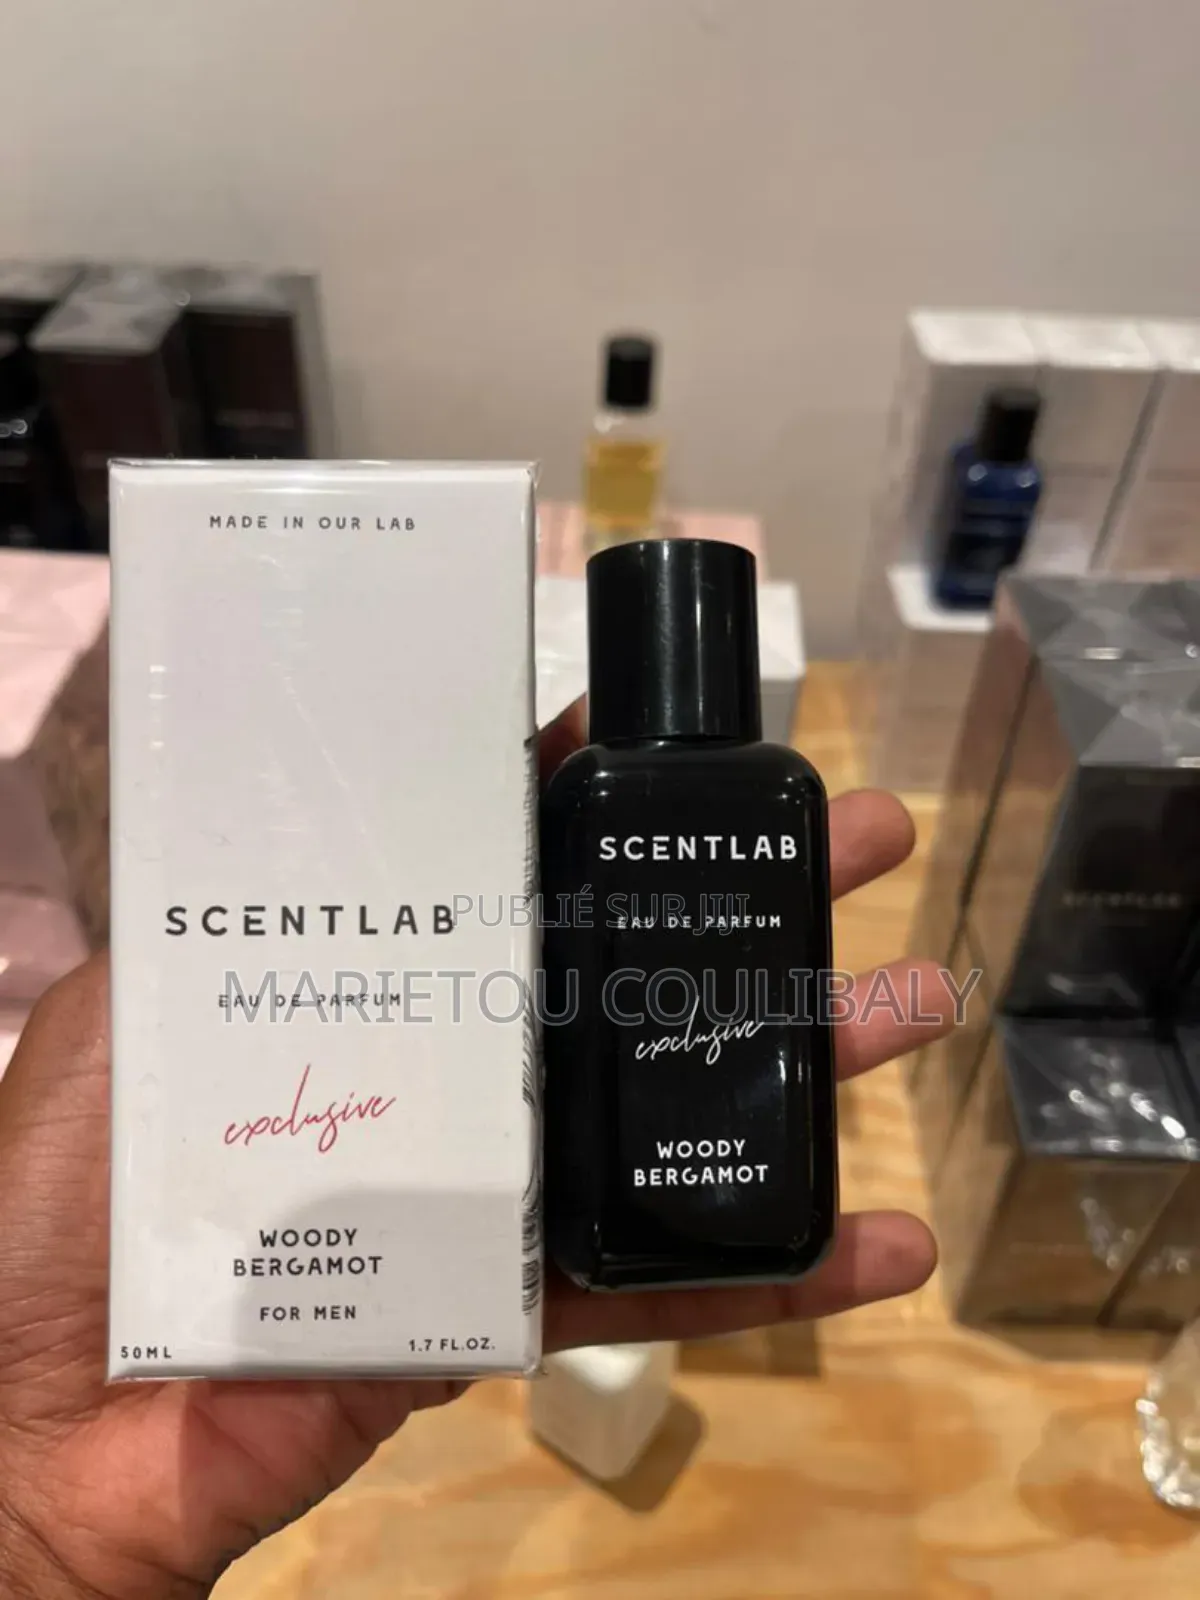 MADE IN OUR LAB
SCENTLAB
EAU DE PARFUM
exclusive
WOODY
BERGAMOT
FOR MEN
50ML
1.7 FL.OZ.
SCENTLAB
EAU DE PARFUM
exclusive
WOODY
BERGAMOT
PUBLIÉ SUR JIJI
MARIETOU COULIBALY
SCENTLAB